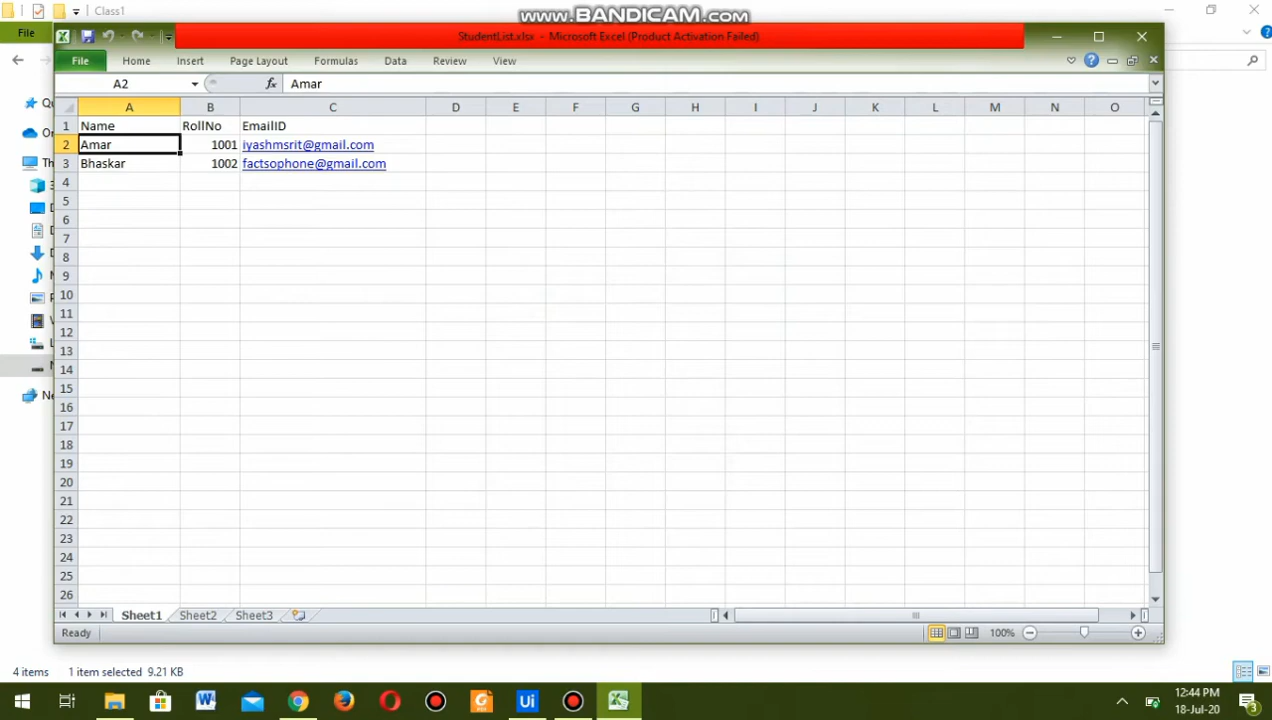 Class1
www.BANDICAM.com
File
StudentList.xlsx - Microsoft Excel (Product Activation Failed)
File Home Insert Page Layout Formulas Data Review View
A2 fx Amar
A B C D E F G H I J K L M N O
1 Name RollNo EmailID
2 Amar 1001 iyashmsrit@gmail.com
3 Bhaskar 1002 factsophone@gmail.com
4
5
6
7
8
9
10
11
12
13
14
15
16
17
18
19
20
21
22
23
24
25
26
Sheet1 Sheet2 Sheet3
Ready 100%
4 items 1 item selected 9.21 KB
W Ui
12:44 PM
18-Jul-20
3